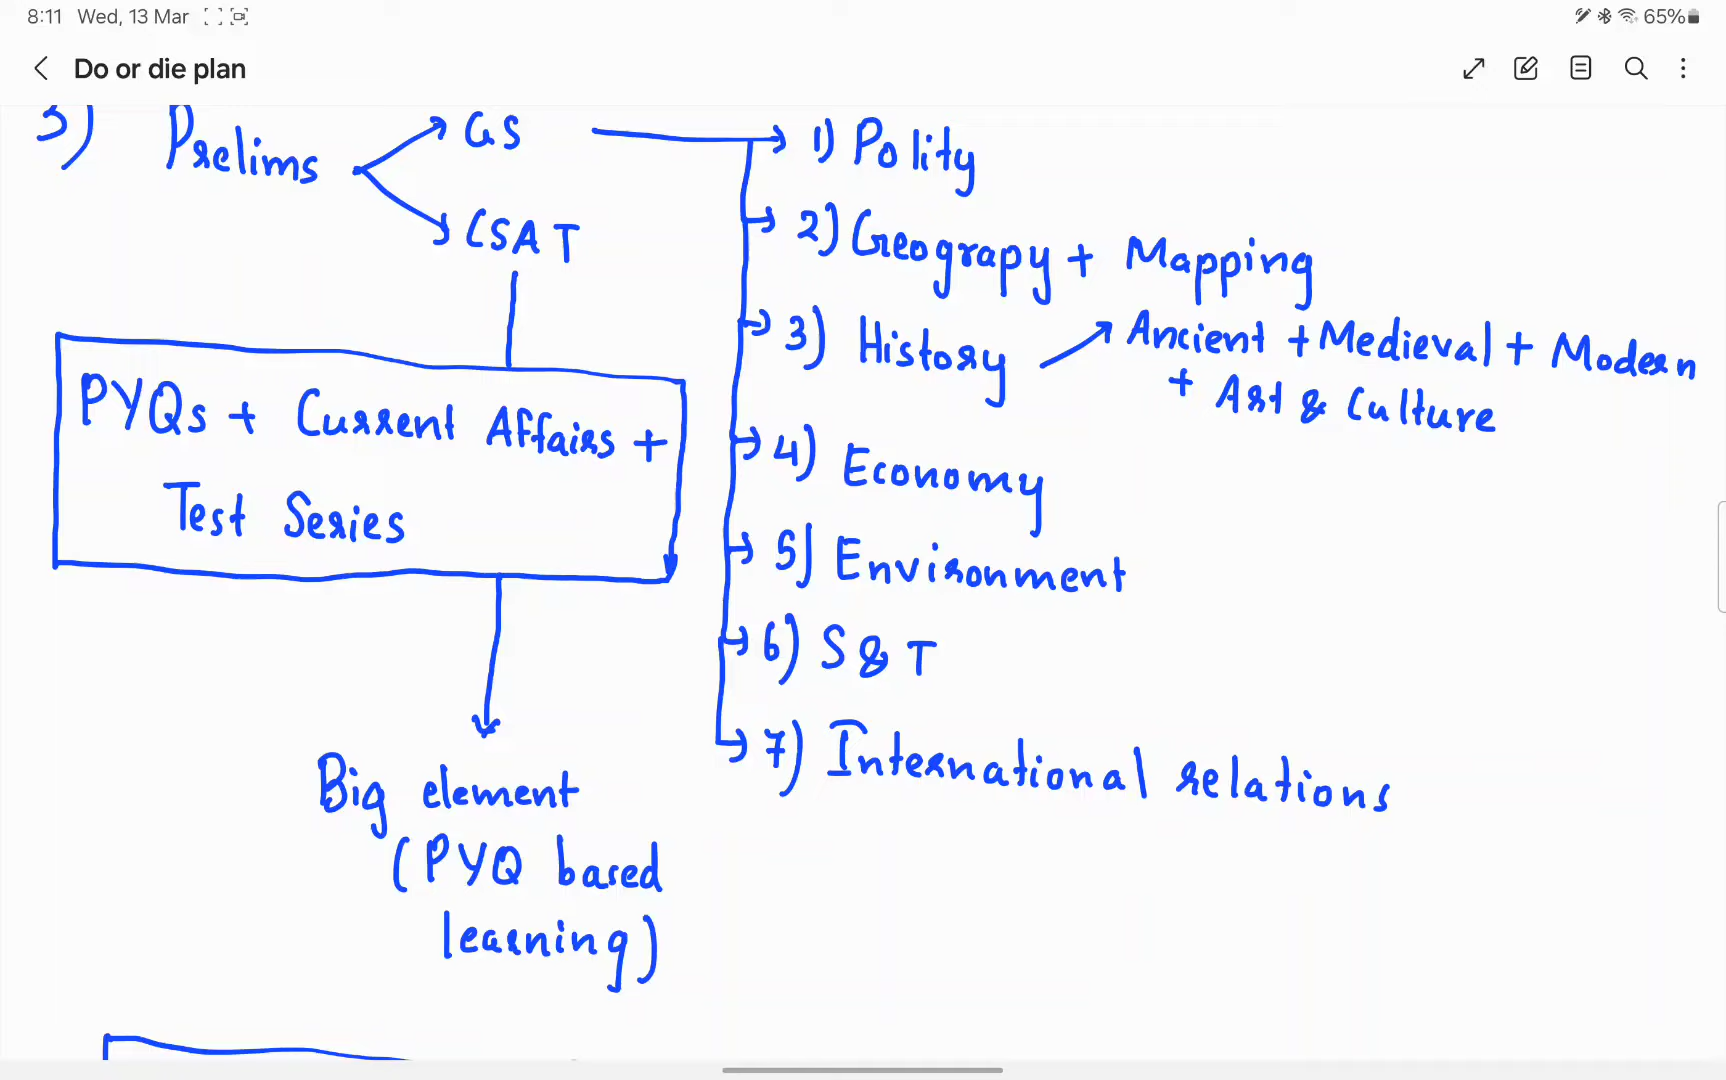 8:11 Wed, 13 Mar
65%
Do or die plan
3) Prelims
GS
CSAT
1) Polity
2) Geograpy + Mapping
3) History
Ancient + Medieval + Modern
+ Art & Culture
4) Economy
5) Environment
6) S & T
7) International relations
PYQs + Current Affairs +
Test Series
Big element
(PYQ based
learning)